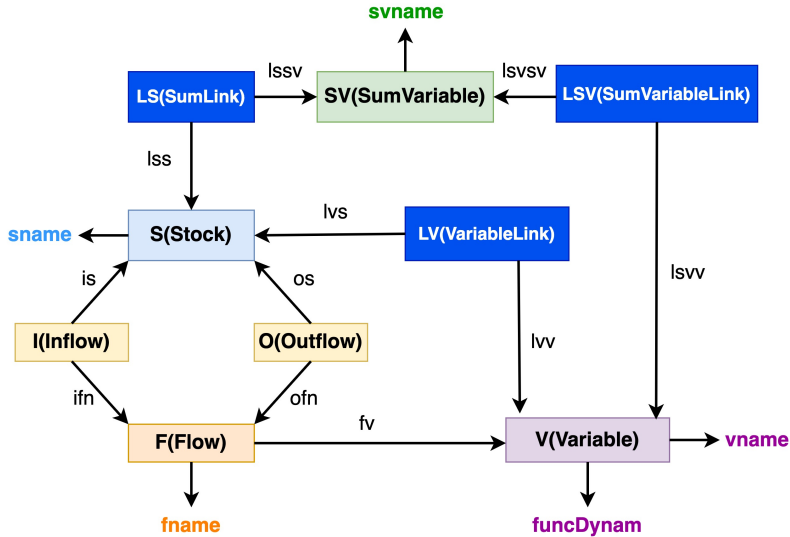 svname
lssv
lsvsv
LS(SumLink)
SV(SumVariable)
LSV(SumVariableLink)
lss
lvs
sname
S(Stock)
LV(VariableLink)
is
os
lsvv
I(Inflow)
O(Outflow)
lvv
ifn
ofn
fv
F(Flow)
V(Variable)
vname
fname
funcDynam